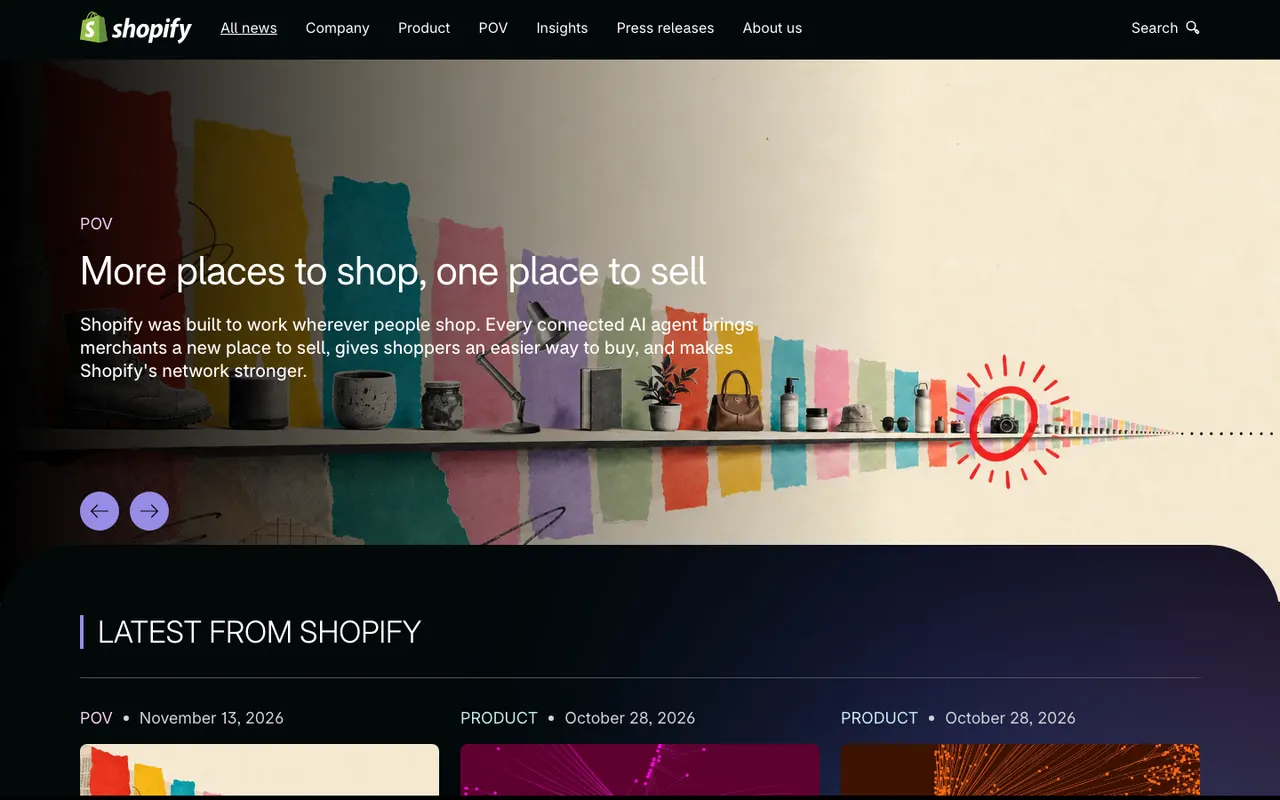 shopify
All news
Company
Product
POV
Insights
Press releases
About us
Search
POV
More places to shop, one place to sell
Shopify was built to work wherever people shop. Every connected AI agent brings
merchants a new place to sell, gives shoppers an easier way to buy, and makes
Shopify's network stronger.
LATEST FROM SHOPIFY
POV • November 13, 2026
PRODUCT • October 28, 2026
PRODUCT • October 28, 2026